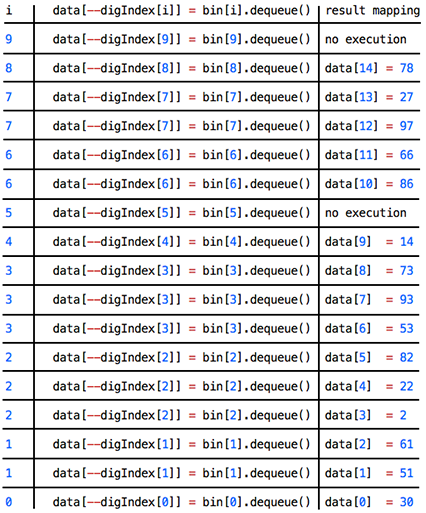 i data[--digIndex[i]] = bin[i].dequeue() result mapping
9 data[--digIndex[9]] = bin[9].dequeue() no execution
8 data[--digIndex[8]] = bin[8].dequeue() data[14] = 78
7 data[--digIndex[7]] = bin[7].dequeue() data[13] = 27
7 data[--digIndex[7]] = bin[7].dequeue() data[12] = 97
6 data[--digIndex[6]] = bin[6].dequeue() data[11] = 66
6 data[--digIndex[6]] = bin[6].dequeue() data[10] = 86
5 data[--digIndex[5]] = bin[5].dequeue() no execution
4 data[--digIndex[4]] = bin[4].dequeue() data[9] = 14
3 data[--digIndex[3]] = bin[3].dequeue() data[8] = 73
3 data[--digIndex[3]] = bin[3].dequeue() data[7] = 93
3 data[--digIndex[3]] = bin[3].dequeue() data[6] = 53
2 data[--digIndex[2]] = bin[2].dequeue() data[5] = 82
2 data[--digIndex[2]] = bin[2].dequeue() data[4] = 22
2 data[--digIndex[2]] = bin[2].dequeue() data[3] = 2
1 data[--digIndex[1]] = bin[1].dequeue() data[2] = 61
1 data[--digIndex[1]] = bin[1].dequeue() data[1] = 51
0 data[--digIndex[0]] = bin[0].dequeue() data[0] = 30